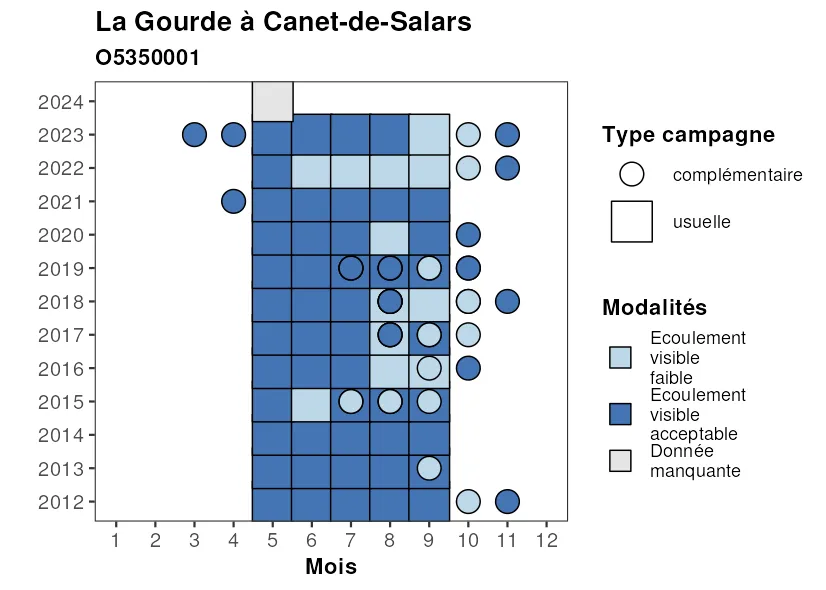 La Gourde à Canet-de-Salars
O5350001
2024
2023
2022
2021
2020
2019
2018
2017
2016
2015
2014
2013
2012
1 2 3 4 5 6 7 8 9 10 11 12
Mois
Type campagne
complémentaire
usuelle
Modalités
Ecoulement
visible
faible
Ecoulement
visible
acceptable
Donnée
manquante